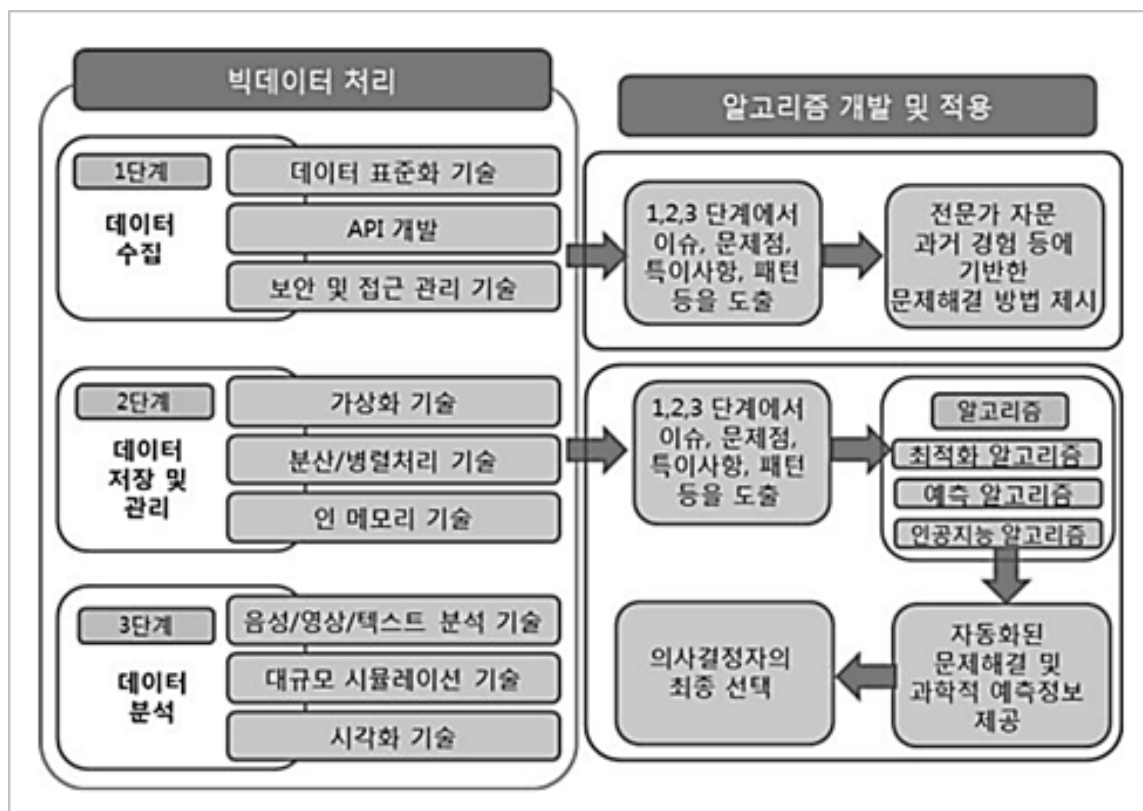 빅데이터 처리
1단계
데이터
수집
데이터 표준화 기술
API 개발
보안 및 접근 관리 기술
2단계
데이터
저장 및
관리
가상화 기술
분산/병렬처리 기술
인 메모리 기술
3단계
데이터
분석
음성/영상/텍스트 분석 기술
대규모 시뮬레이션 기술
시각화 기술
알고리즘 개발 및 적용
1,2,3 단계에서
이슈, 문제점,
특이사항, 패턴
등을 도출
전문가 자문
과거 경험 등에
기반한
문제해결 방법 제시
1,2,3 단계에서
이슈, 문제점,
특이사항, 패턴
등을 도출
알고리즘
최적화 알고리즘
예측 알고리즘
인공지능 알고리즘
자동화된
문제해결 및
과학적 예측정보
제공
의사결정자의
최종 선택